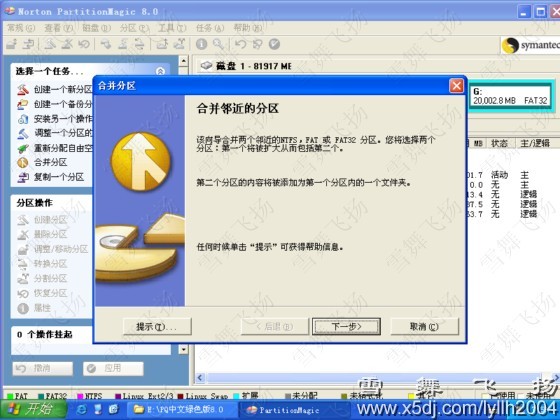 Norton PartitionMagic 8.0
常规(G) 查看(V) 磁盘(D) 分区(P) 工具(T) 任务(A) 帮助(H)
symantec
选择一个任务...
磁盘 1 - 81917 MB
创建一个新分区
创建一个备份分
安装另一个操作
调整一个分区的
重新分配自由空
合并分区
复制一个分区
分区操作
创建分区
删除分区
调整/移动分区
转换分区
分割分区
恢复分区
属性
0 个操作挂起
撤消
应用
合并分区
合并邻近的分区
该向导合并两个邻近的NTFS，FAT 或 FAT32 分区。您将选择两个
分区：第一个将被扩大从而包括第二个。
第二个分区的内容将被添加为第一个分区内的一个文件夹。
任何时候单击“提示”可获得帮助信息。
提示(T)...
< 后退(B)
下一步>
取消(C)
G:
20,002.8 MB FAT32
MB 状态 主/逻辑
01.7 活动 主
0.0 无 主
13.4 无 逻辑
37.5 无 逻辑
53.7 无 逻辑
FAT
FAT32
NTFS
Linux Ext2/3
Linux Swap
扩展
未分配
已使用
未使用
开始
H:\PQ中文绿色版8.0
PartitionMagic
雪舞飞扬
www.x5dj.com/lyllh2004